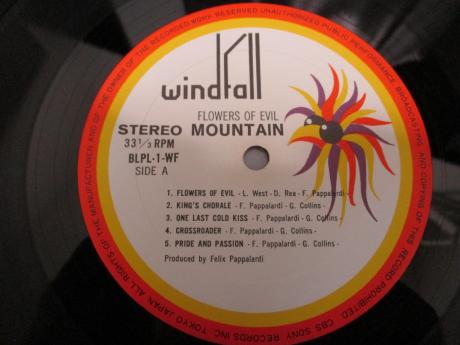 windfall
FLOWERS OF EVIL
STEREO MOUNTAIN
33 1/3 RPM
BLPL-1-WF
SIDE A
1 FLOWERS OF EVIL - L. West - D. Rea - F. Pappalardi -
2 KING'S CHORALE - F. Pappalardi - G. Collins -
3 ONE LAST COLD KISS - F. Pappalardi - G. Collins -
4 CROSSROADER - F. Pappalardi - G. Collins -
5 PRIDE AND PASSION - F. Pappalardi - G. Collins -
Produced by Felix Pappalardi
ALL RIGHTS OF THE MANUFACTURER AND OF THE OWNER OF THE RECORDED WORK RESERVED UNAUTHORIZED PUBLIC PERFORMANCE BROADCASTING AND COPYING OF THIS RECORD PROHIBITED. CBS SONY RECORDS INC. TOKYO JAPAN